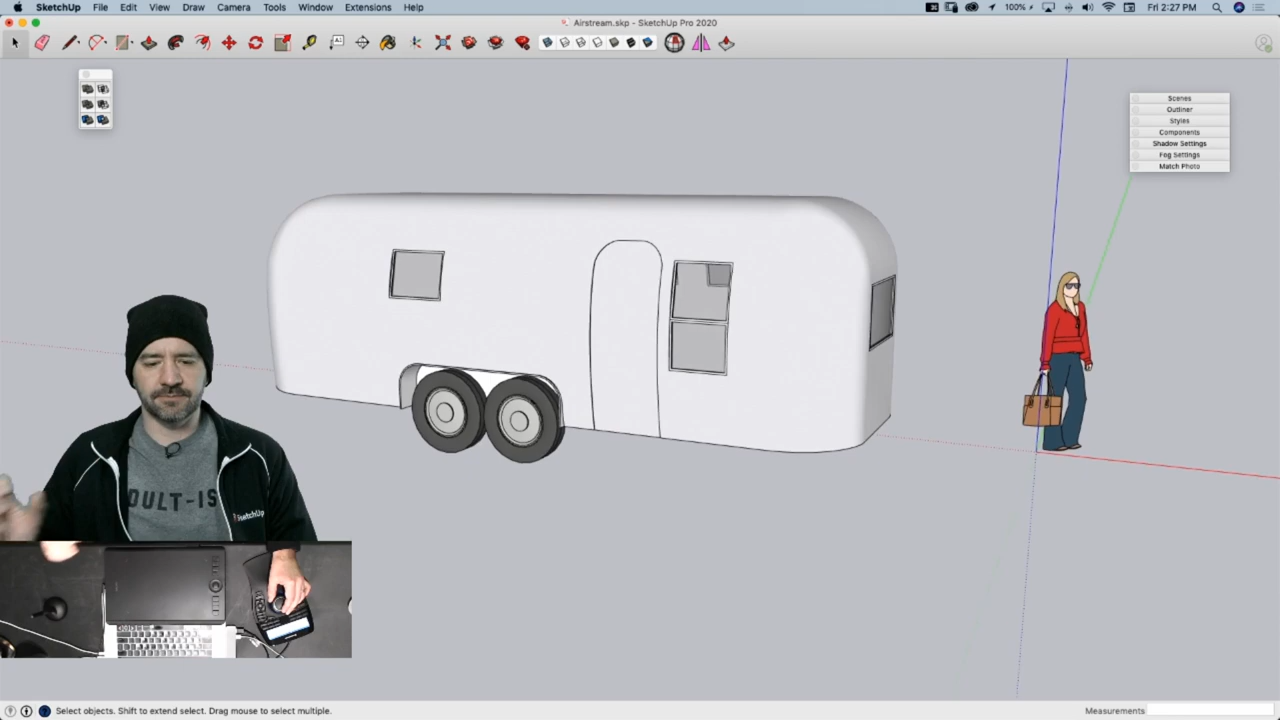 SketchUp File Edit View Draw Camera Tools Window Extensions Help 100% Fri 2:27 PM
Airstream.skp - SketchUp Pro 2020
Scenes
Outliner
Styles
Components
Shadow Settings
Fog Settings
Match Photo
OULT-IS
SketchUp
Select objects. Shift to extend select. Drag mouse to select multiple.
Measurements